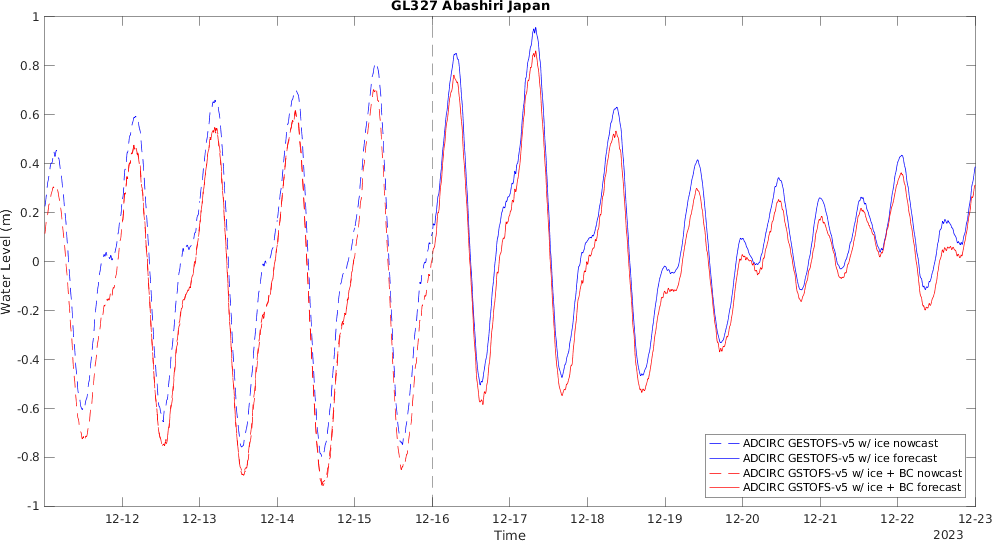 GL327 Abashiri Japan
1
0.8
0.6
0.4
0.2
0
-0.2
-0.4
-0.6
-0.8
-1
Water Level (m)
ADCIRC GESTOFS-v5 w/ ice nowcast
ADCIRC GESTOFS-v5 w/ ice forecast
ADCIRC GSTOFS-v5 w/ ice + BC nowcast
ADCIRC GSTOFS-v5 w/ ice + BC forecast
12-12 12-13 12-14 12-15 12-16 12-17 12-18 12-19 12-20 12-21 12-22 12-23
Time
2023